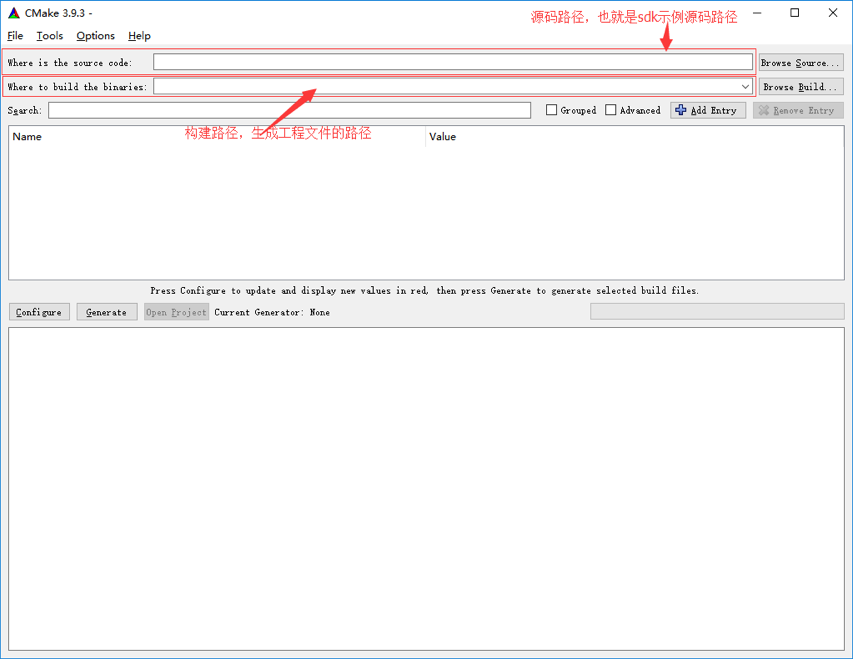 CMake 3.9.3 -
源码路径，也就是sdk示例源码路径
File Tools Options Help
Where is the source code: Browse Source...
Where to build the binaries: Browse Build...
Search: Grouped Advanced Add Entry Remove Entry
构建路径，生成工程文件的路径
Name Value
Press Configure to update and display new values in red, then press Generate to generate selected build files.
Configure Generate Open Project Current Generator: None